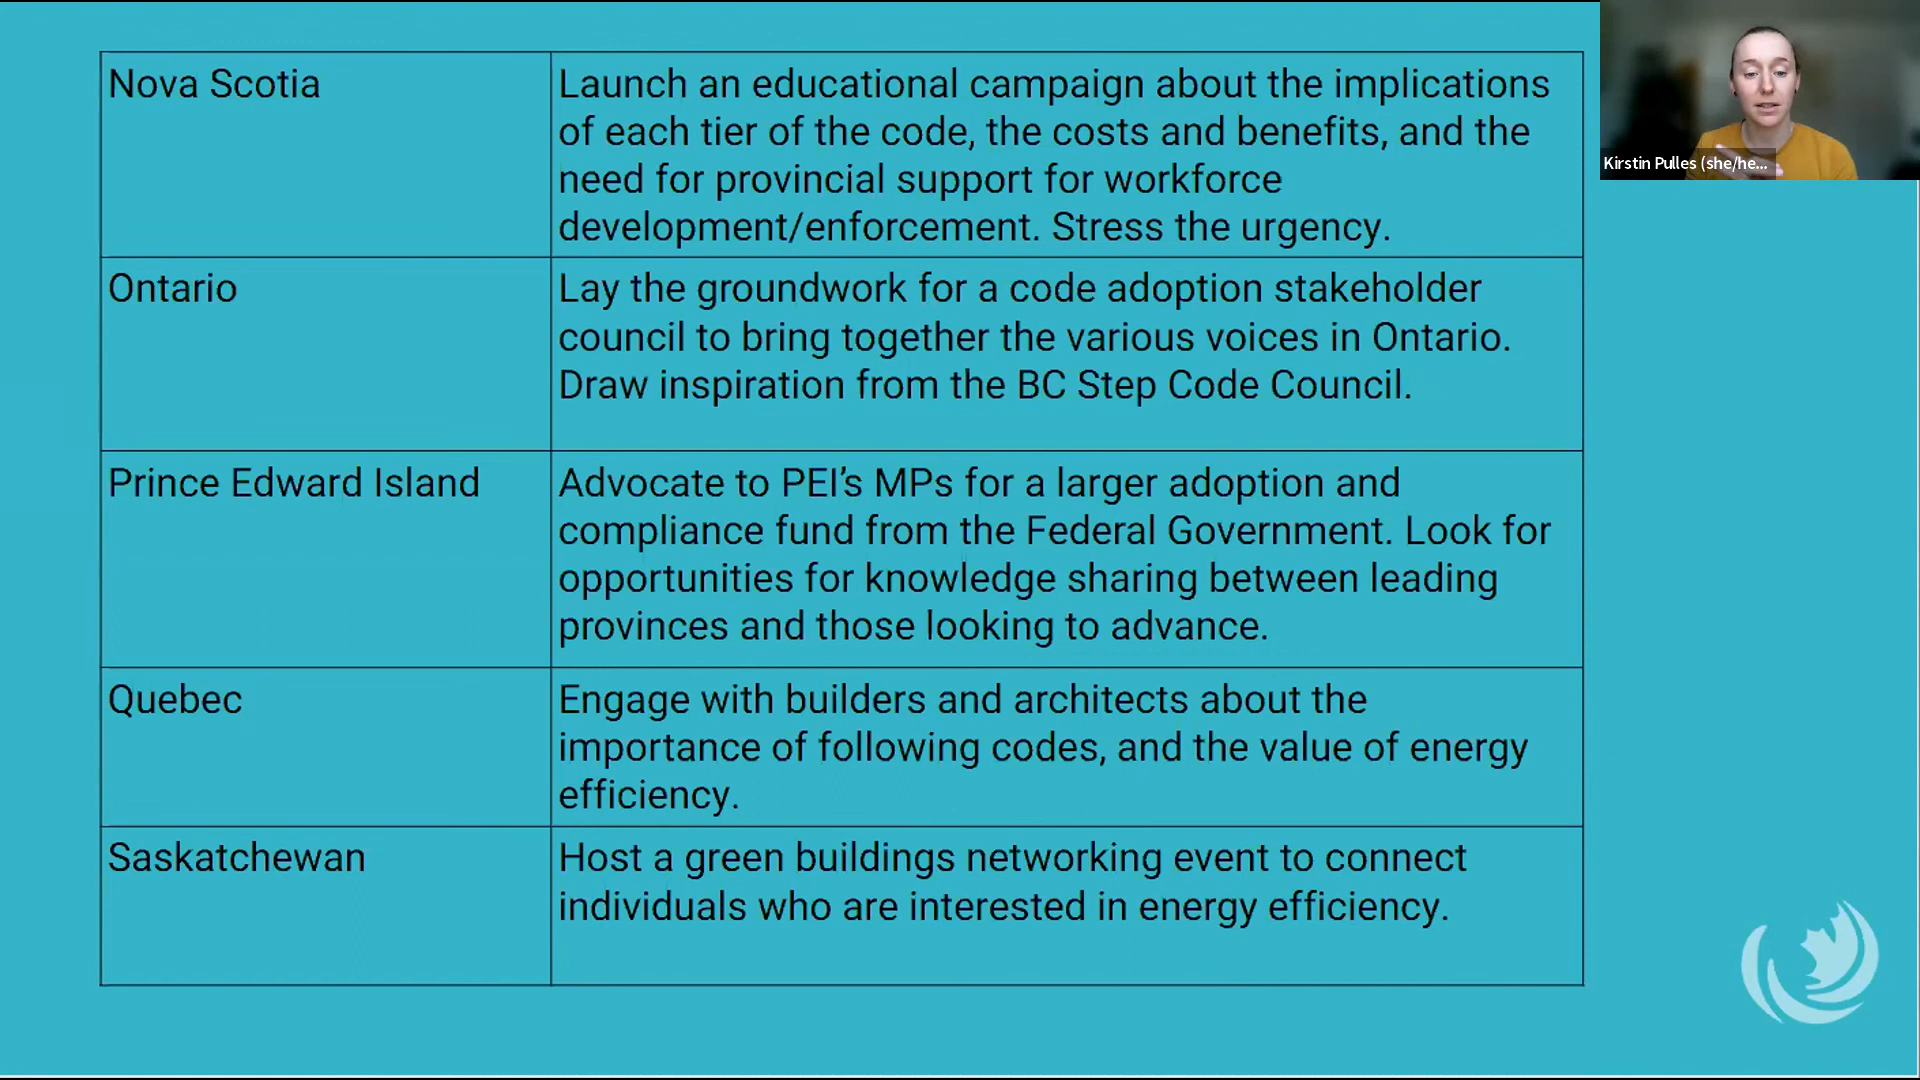 Nova Scotia
Launch an educational campaign about the implications
of each tier of the code, the costs and benefits, and the
need for provincial support for workforce
development/enforcement. Stress the urgency.
Ontario
Lay the groundwork for a code adoption stakeholder
council to bring together the various voices in Ontario.
Draw inspiration from the BC Step Code Council.
Prince Edward Island
Advocate to PEI’s MPs for a larger adoption and
compliance fund from the Federal Government. Look for
opportunities for knowledge sharing between leading
provinces and those looking to advance.
Quebec
Engage with builders and architects about the
importance of following codes, and the value of energy
efficiency.
Saskatchewan
Host a green buildings networking event to connect
individuals who are interested in energy efficiency.
Kirstin Pulles (she/he...